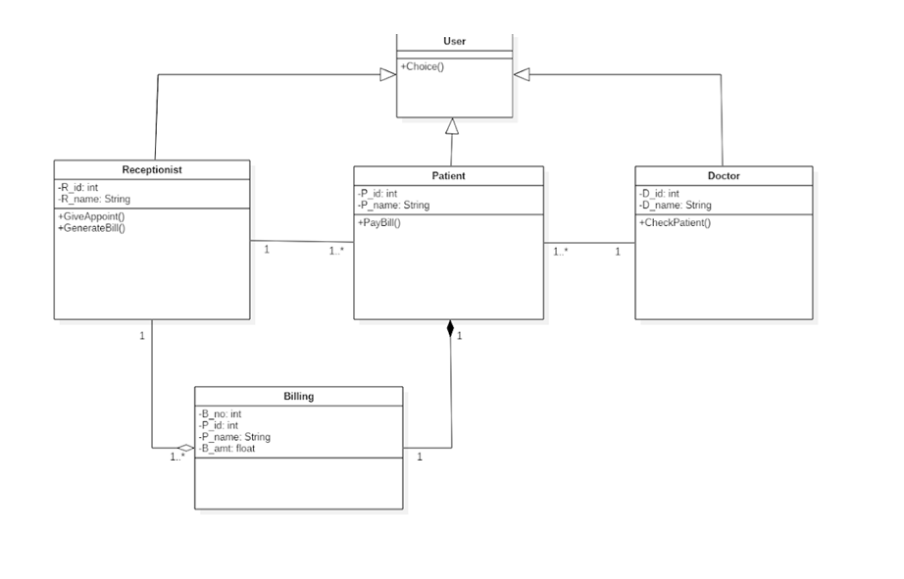 User
+Choice()
Receptionist
-R_id: int
-R_name: String
+GiveAppoint()
+GenerateBill()
Patient
-P_id: int
-P_name: String
+PayBill()
Doctor
-D_id: int
-D_name: String
+CheckPatient()
1
1..*
1..*
1
1
1
Billing
-B_no: int
-P_id: int
-P_name: String
-B_amt: float
1..*
1